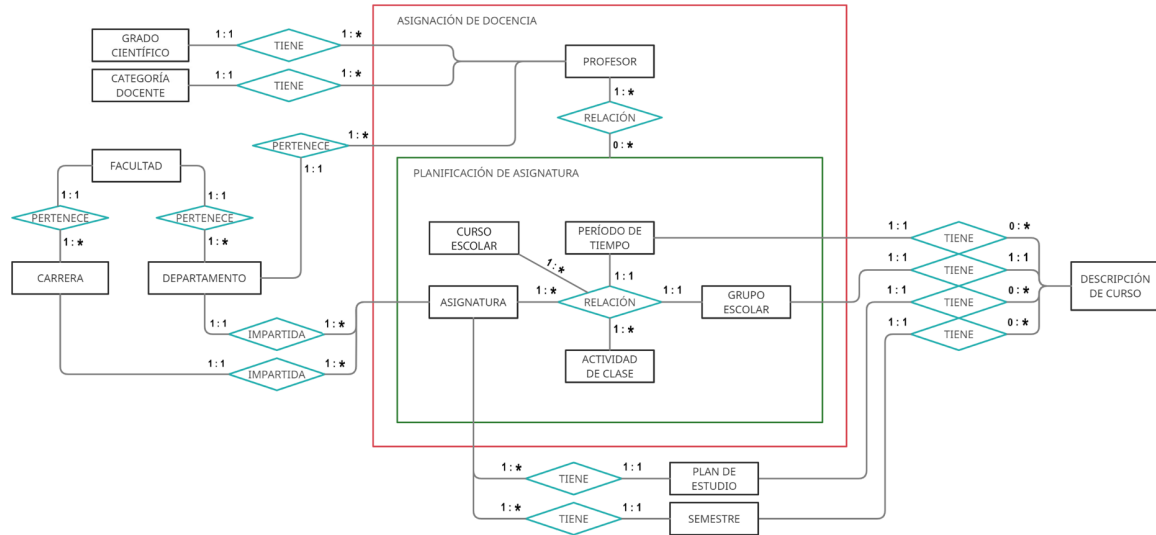 ASIGNACIÓN DE DOCENCIA
GRADO
CIENTÍFICO
1:1
TIENE
1:*
PROFESOR
CATEGORÍA
DOCENTE
1:1
TIENE
1:*
1:*
RELACIÓN
0:*
PERTENECE
1:*
1:1
FACULTAD
1:1
1:1
PERTENECE
PERTENECE
1:*
1:*
CARRERA
DEPARTAMENTO
PLANIFICACIÓN DE ASIGNATURA
CURSO
ESCOLAR
PERÍODO DE
TIEMPO
1:*
1:1
ASIGNATURA
1:*
RELACIÓN
1:1
GRUPO
ESCOLAR
1:*
ACTIVIDAD
DE CLASE
1:1
IMPARTIDA
1:*
1:1
IMPARTIDA
1:*
1:1
TIENE
0:*
1:1
TIENE
1:1
1:1
TIENE
0:*
1:1
TIENE
0:*
DESCRIPCIÓN
DE CURSO
1:*
TIENE
1:1
PLAN DE
ESTUDIO
1:*
TIENE
1:1
SEMESTRE